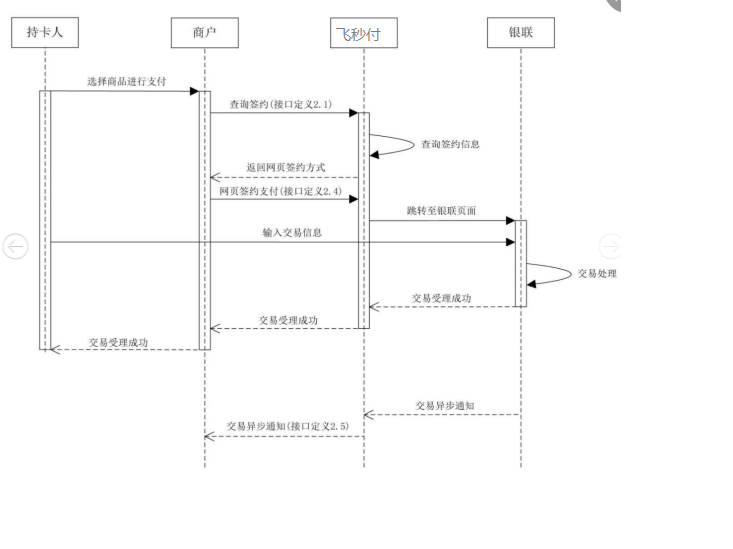 持卡人
商户
飞秒付
银联
选择商品进行支付
查询签约(接口定义2.1)
查询签约信息
返回网页签约方式
网页签约支付(接口定义2.4)
跳转至银联页面
输入交易信息
交易处理
交易受理成功
交易受理成功
交易受理成功
交易异步通知
交易异步通知(接口定义2.5)